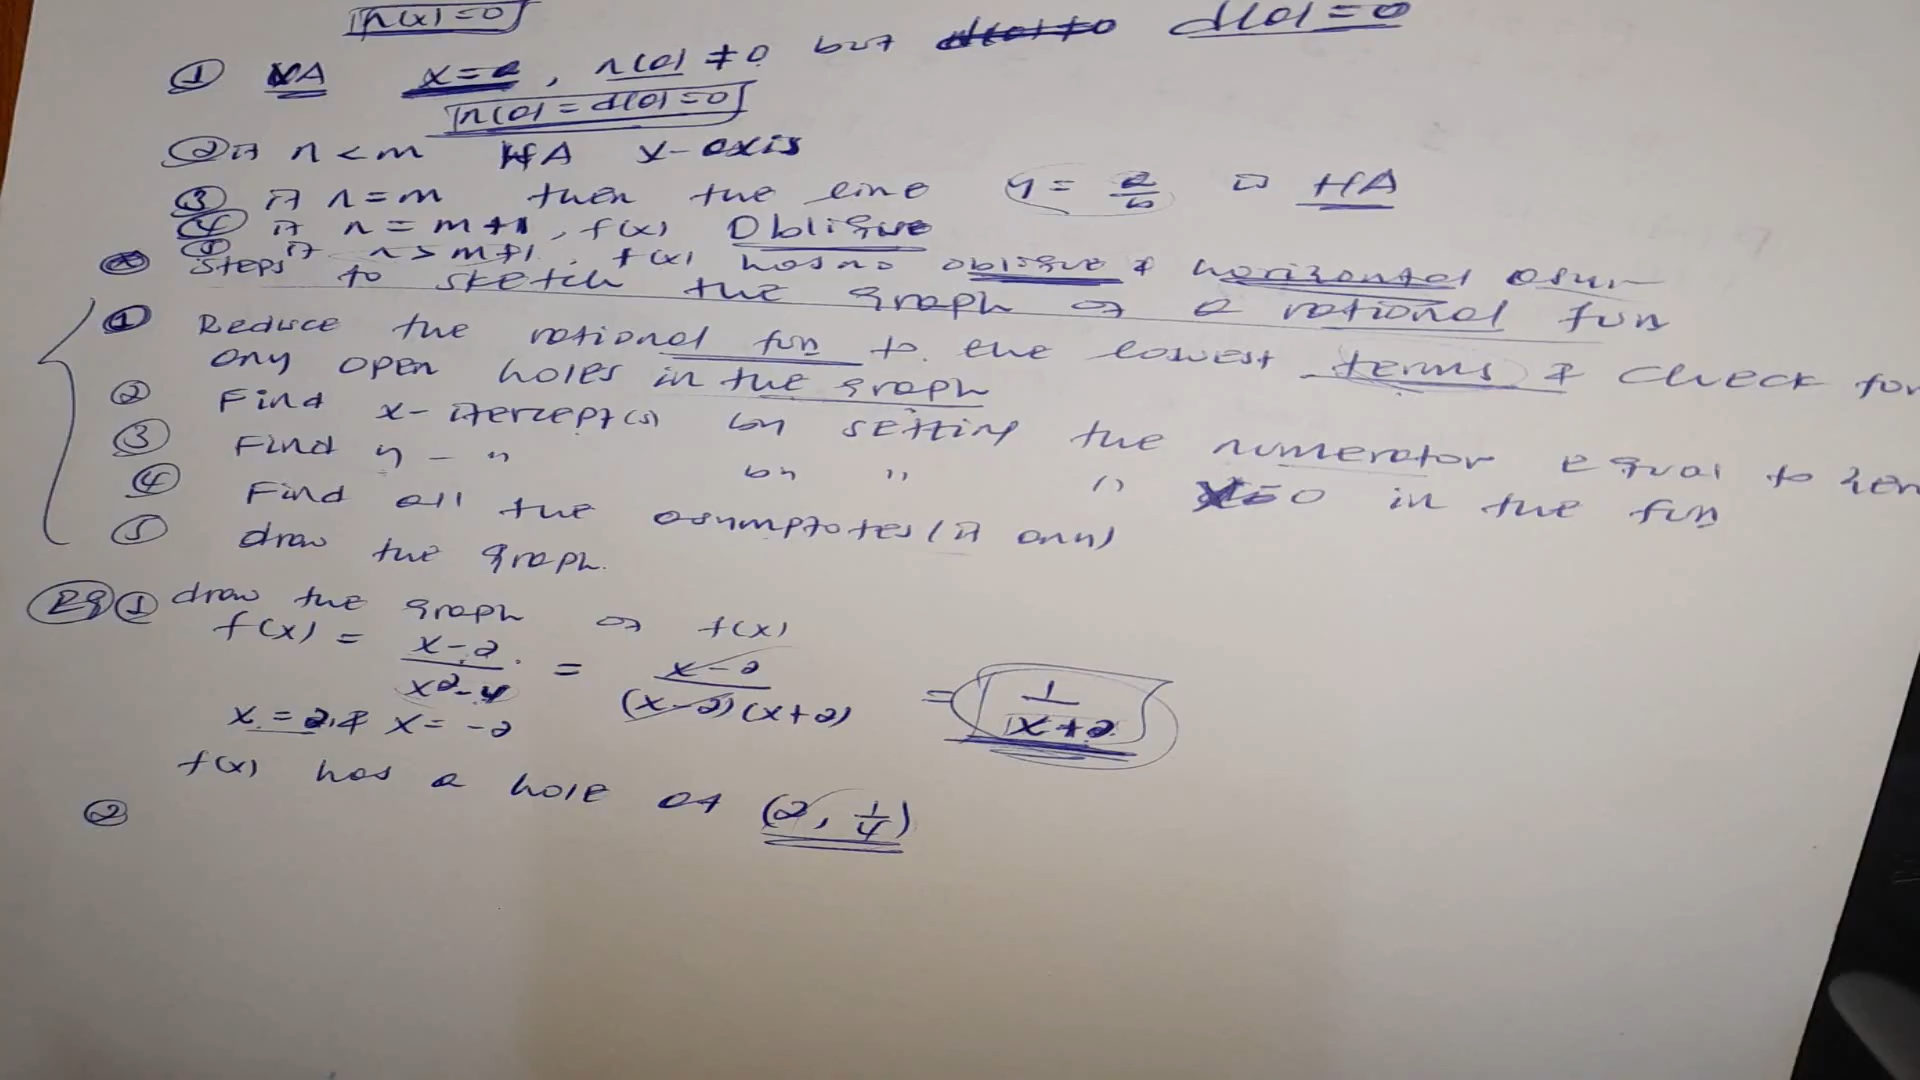 n(x)=0
① VA x=a, n(a) ≠0 but d(a)=0
n(a) = d(a)=0
② if n<m HA x-axis
③ if n=m then the line y = a/b is HA
④ if n = m+1, f(x) Oblique
⑤ if n>m+1, f(x) has no oblique & horizontal asym
* Steps to sketch the graph of a rational fun
① Reduce the rational fun to the lowest terms & check for
any open holes in the graph
② Find x-itercept(s) by setting the numerator equal to zero
③ Find y - " by " " x=0 in the fun
④ Find all the asymptotes (if any)
⑤ draw the graph.
Eg ① draw the graph of f(x)
f(x) = (x-2)/(x²-4) = (x-2)/((x-2)(x+2)) = 1/(x+2)
x = 2 & x = -2
f(x) has a hole at (2, 1/4)
②